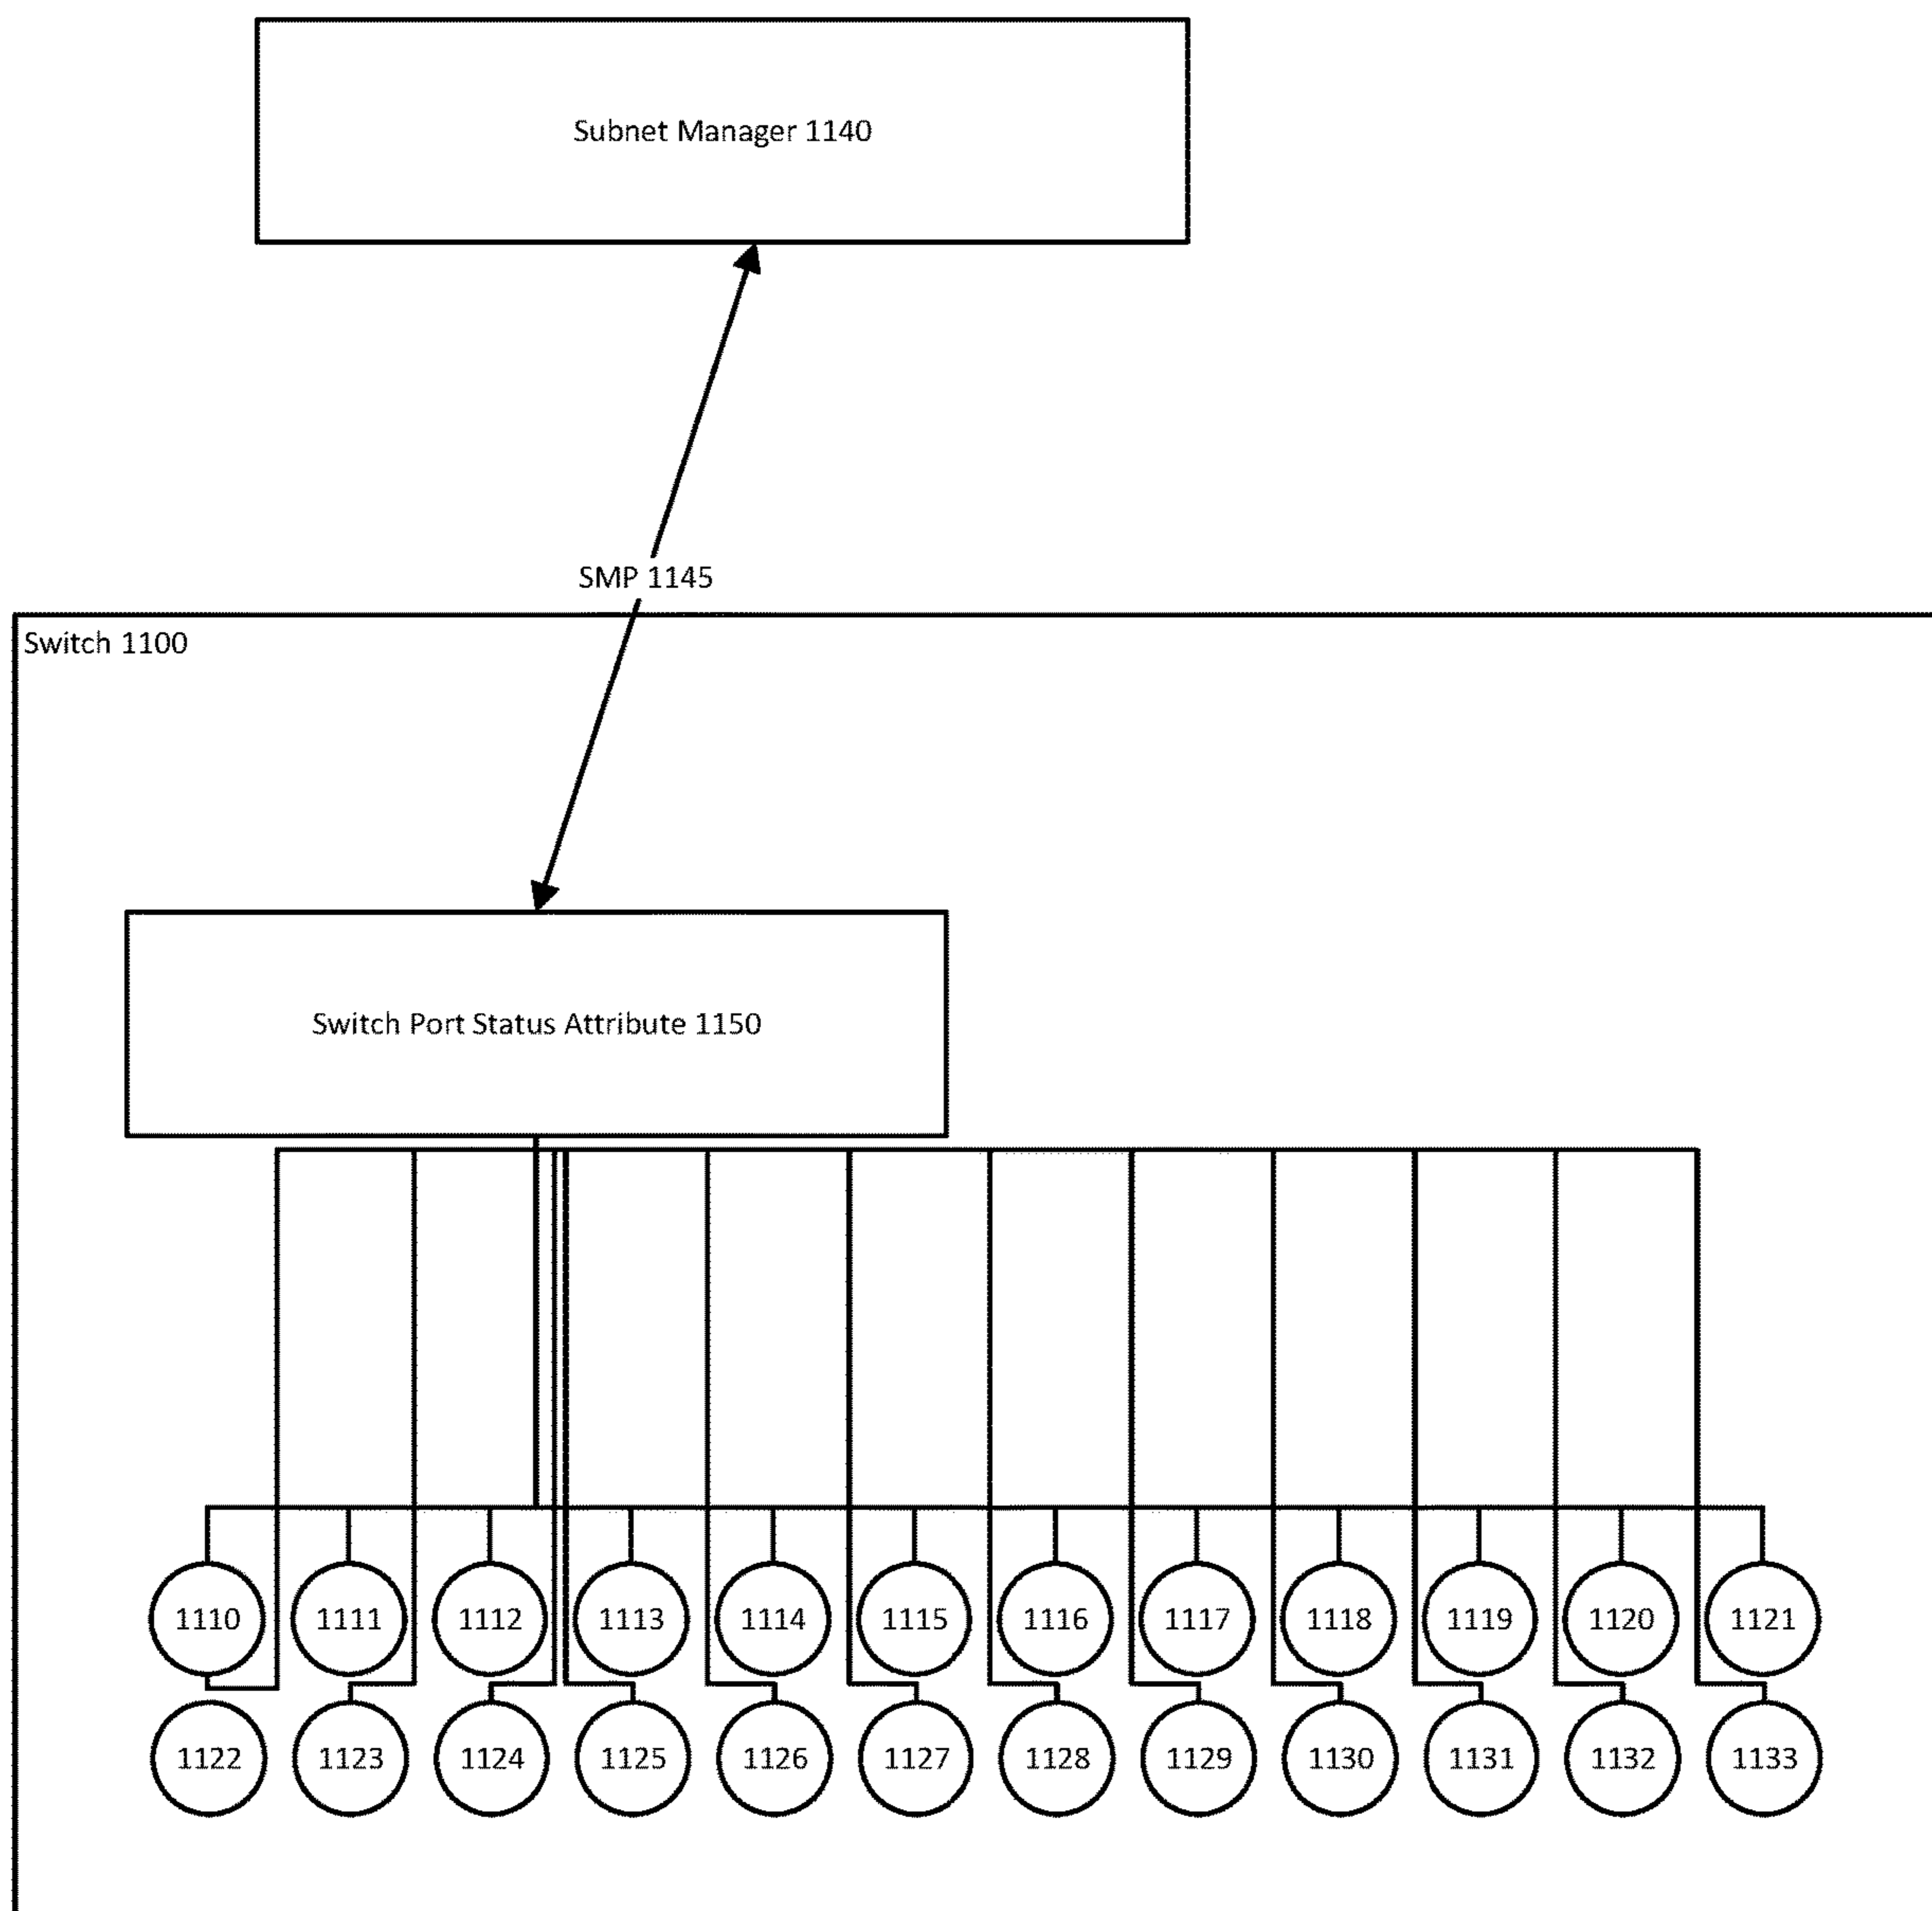 Subnet Manager 1140
SMP 1145
Switch 1100
Switch Port Status Attribute 1150
1110 1111 1112 1113 1114 1115 1116 1117 1118 1119 1120 1121
1122 1123 1124 1125 1126 1127 1128 1129 1130 1131 1132 1133